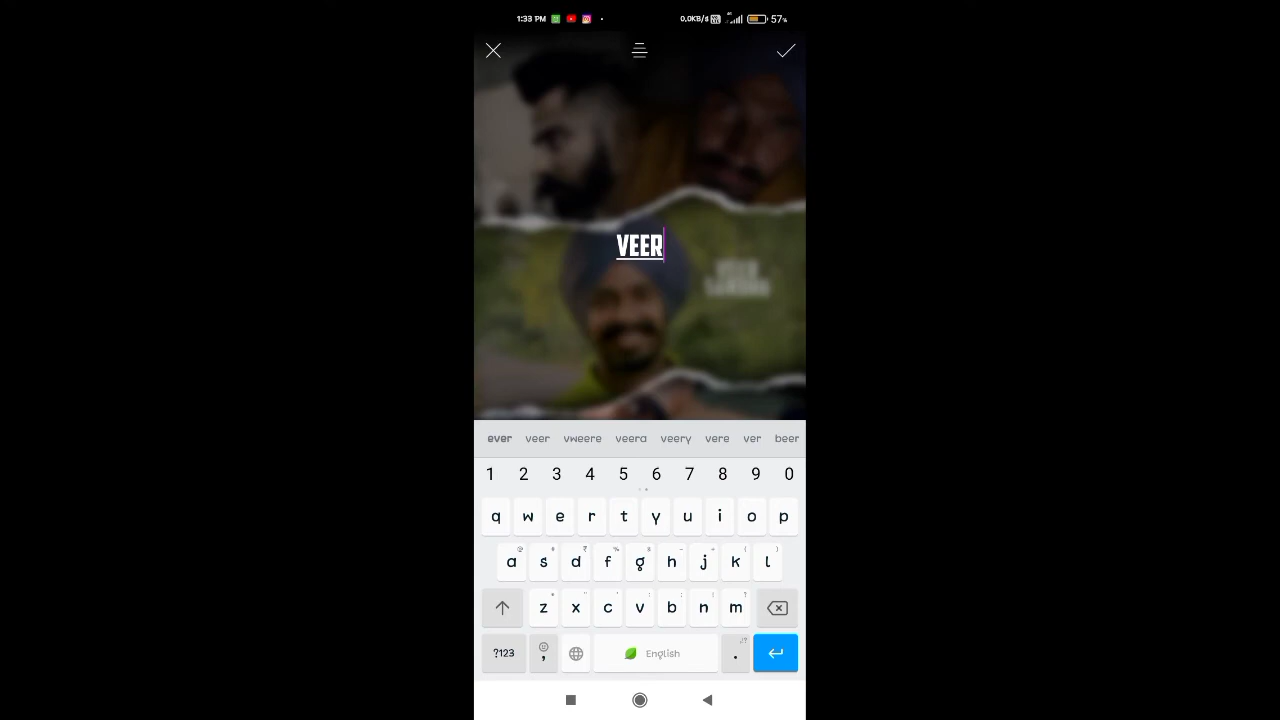 1:33 PM 0.0KB/s 57%
VEER
ever veer vweere veera veery vere ver beer
1 2 3 4 5 6 7 8 9 0
q w e r t y u i o p
a s d f g h j k l
z x c v b n m
?123 , English .